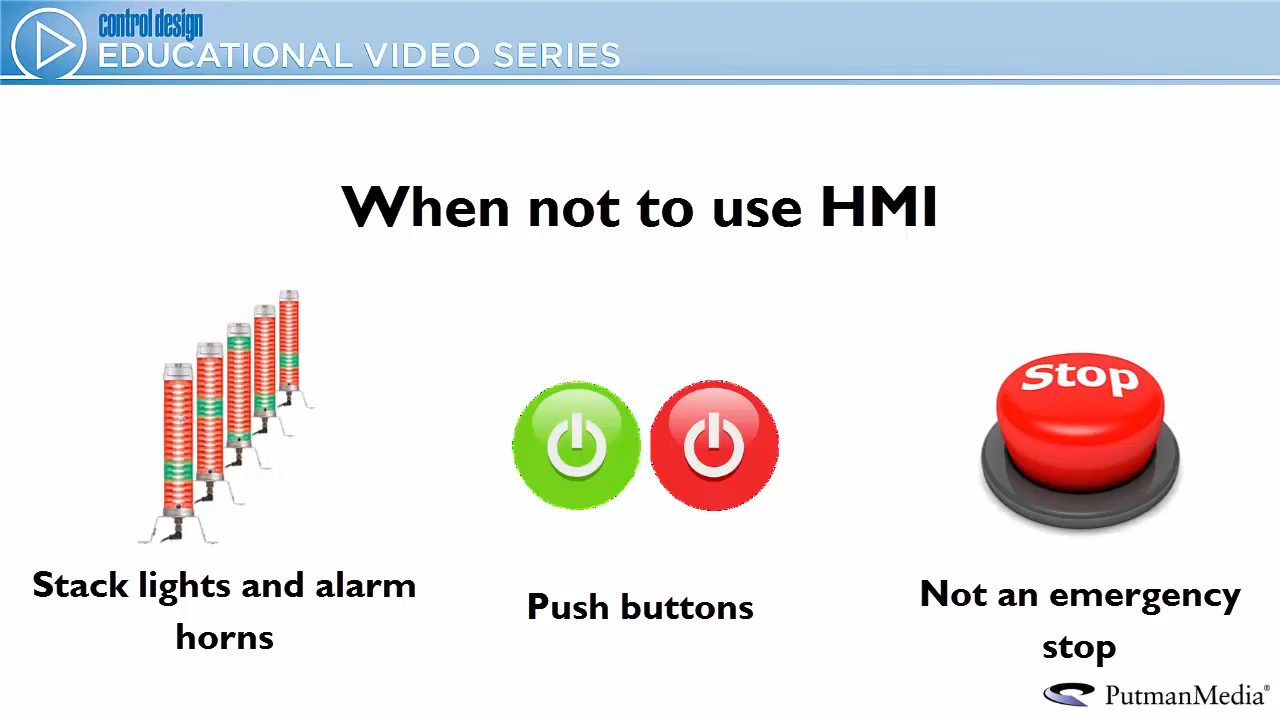 control design
EDUCATIONAL VIDEO SERIES
When not to use HMI
Stop
Stack lights and alarm
horns
Push buttons
Not an emergency
stop
PutmanMedia®